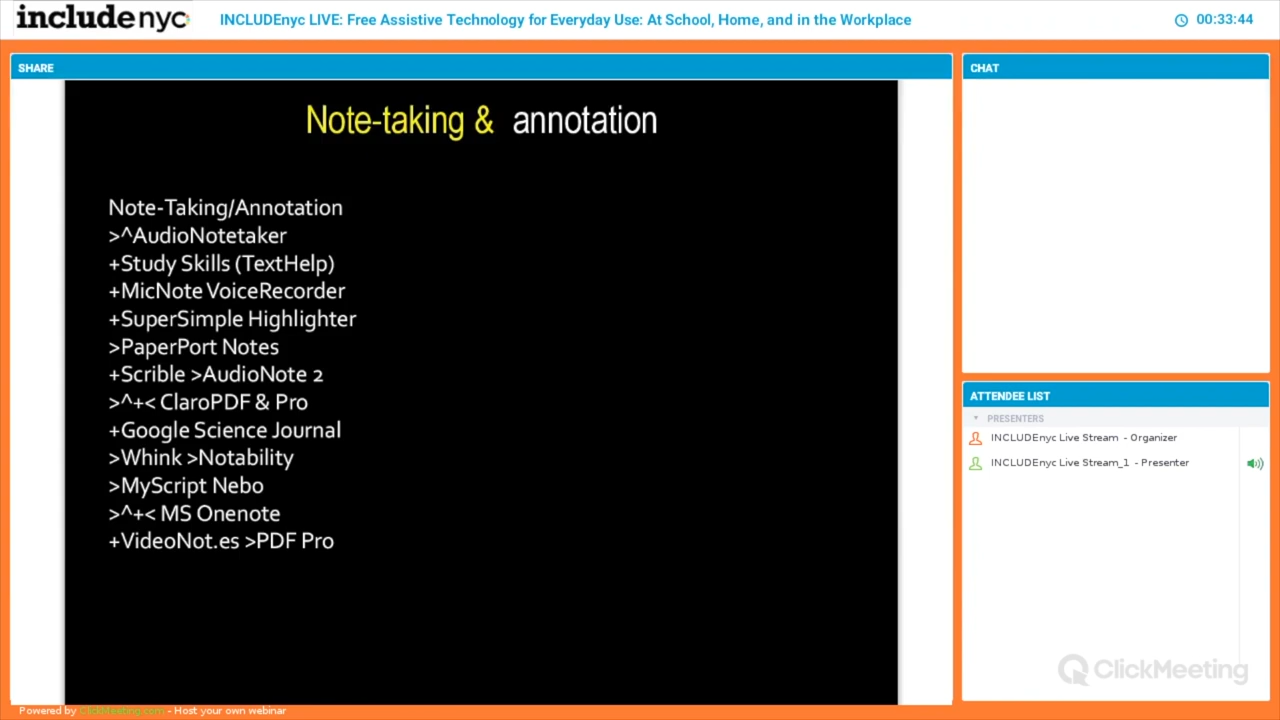 includenyc
INCLUDEnyc LIVE: Free Assistive Technology for Everyday Use: At School, Home, and in the Workplace
00:33:44
SHARE
Note-taking & annotation
Note-Taking/Annotation
>^AudioNotetaker
+Study Skills (TextHelp)
+MicNote VoiceRecorder
+SuperSimple Highlighter
>PaperPort Notes
+Scrible >AudioNote 2
>^+< ClaroPDF & Pro
+Google Science Journal
>Whink >Notability
>MyScript Nebo
>^+< MS Onenote
+VideoNot.es >PDF Pro
CHAT
ATTENDEE LIST
PRESENTERS
INCLUDEnyc Live Stream - Organizer
INCLUDEnyc Live Stream_1 - Presenter
ClickMeeting
Powered by ClickMeeting.com - Host your own webinar